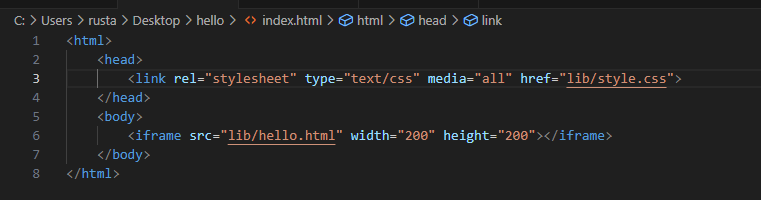 C: > Users > rusta > Desktop > hello > <> index.html > html > head > link
1 <html>
2     <head>
3         <link rel="stylesheet" type="text/css" media="all" href="lib/style.css">
4     </head>
5     <body>
6         <iframe src="lib/hello.html" width="200" height="200"></iframe>
7     </body>
8 </html>